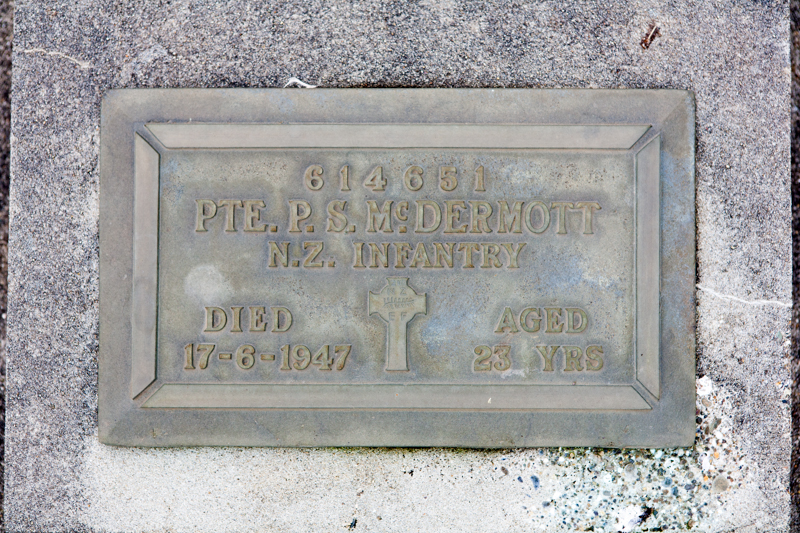 614651
PTE. P. S. McDERMOTT
N.Z. INFANTRY
DIED
17-6-1947
AGED
23 YRS